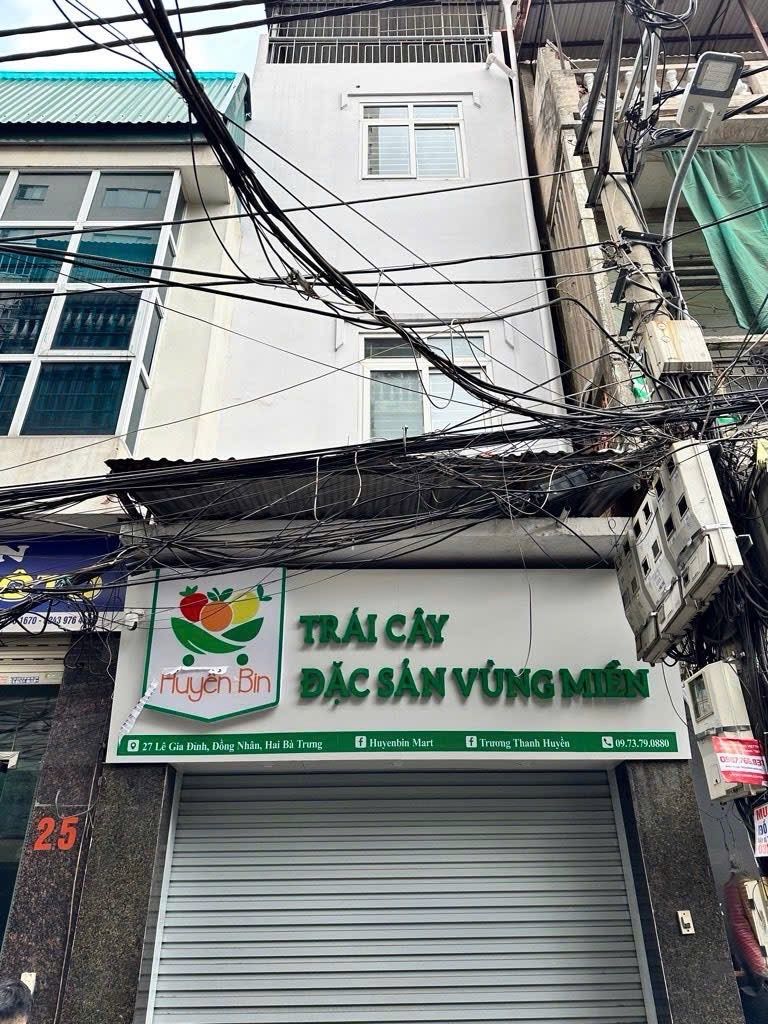 TRÁI CÂY
ĐẶC SẢN VÙNG MIỀN
Huyền Bin
27 Lê Gia Đỉnh, Đồng Nhân, Hai Bà Trưng
Huyenbin Mart
Trương Thanh Huyền
09.73.79.0880
25